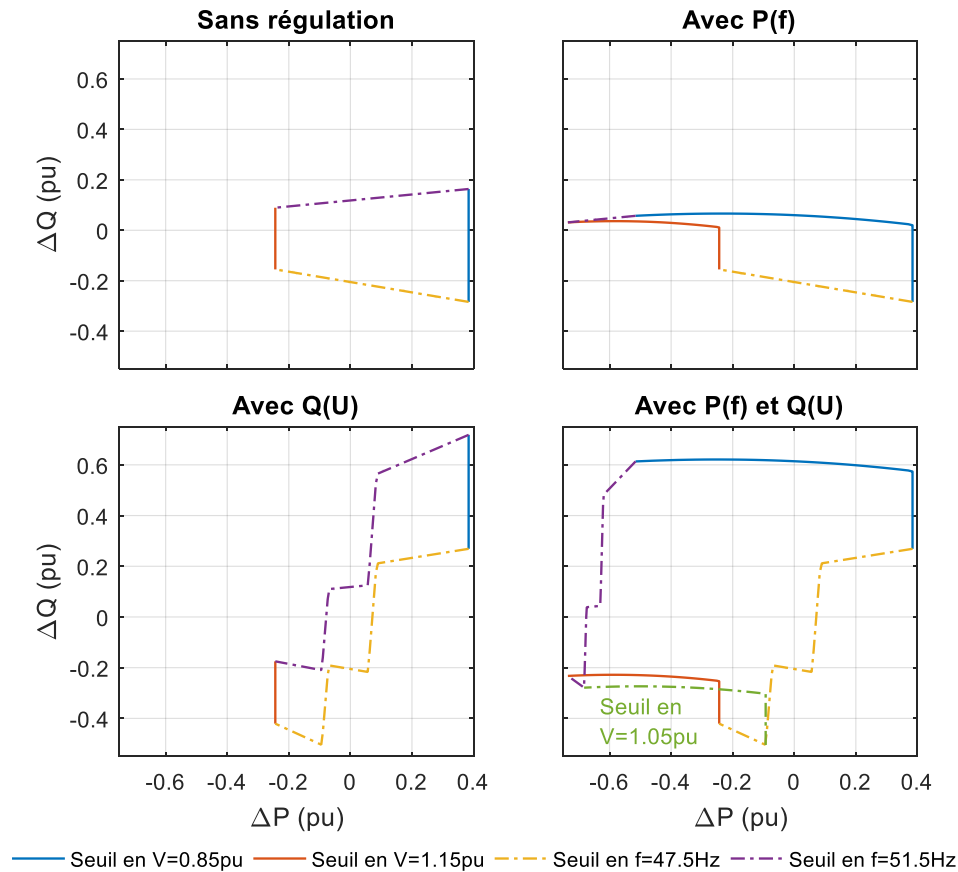 Sans régulation
Avec P(f)
0.6
0.4
0.2
0
-0.2
-0.4
ΔQ (pu)
Avec Q(U)
Avec P(f) et Q(U)
0.6
0.4
0.2
0
-0.2
-0.4
ΔQ (pu)
Seuil en
V=1.05pu
-0.6 -0.4 -0.2 0 0.2 0.4
-0.6 -0.4 -0.2 0 0.2 0.4
ΔP (pu)
ΔP (pu)
Seuil en V=0.85pu Seuil en V=1.15pu Seuil en f=47.5Hz Seuil en f=51.5Hz